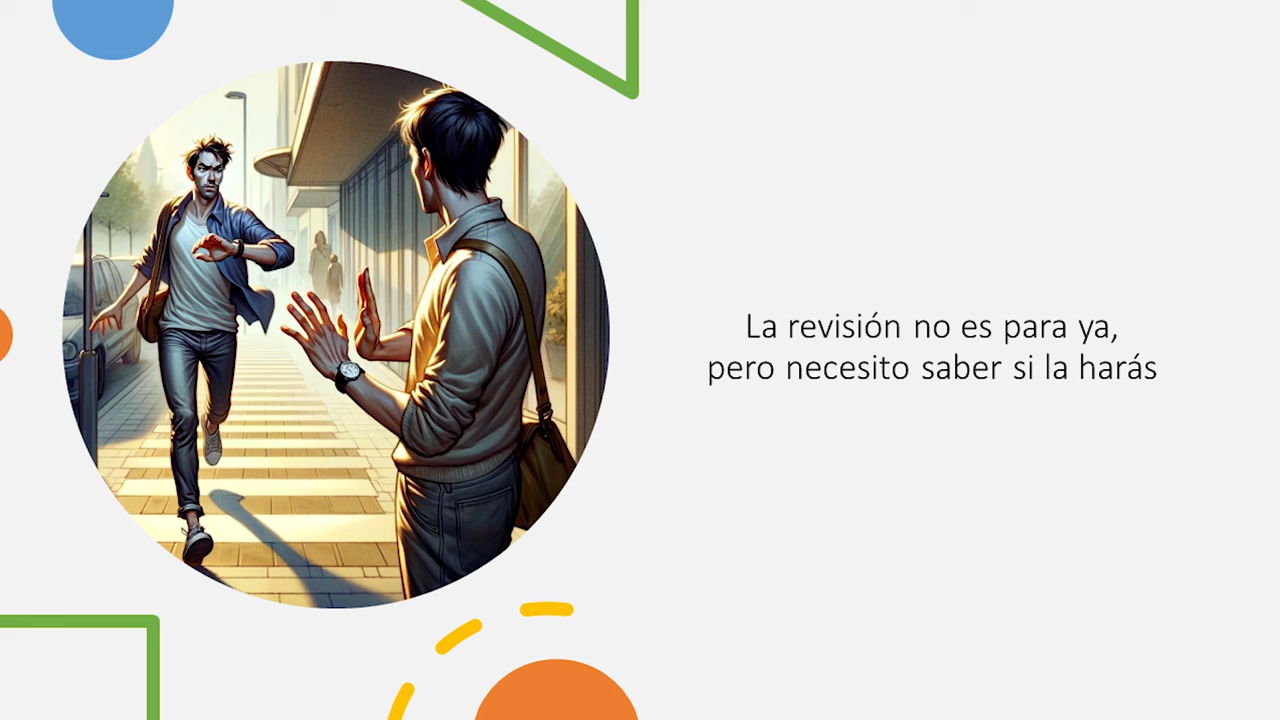 La revisión no es para ya,
pero necesito saber si la harás